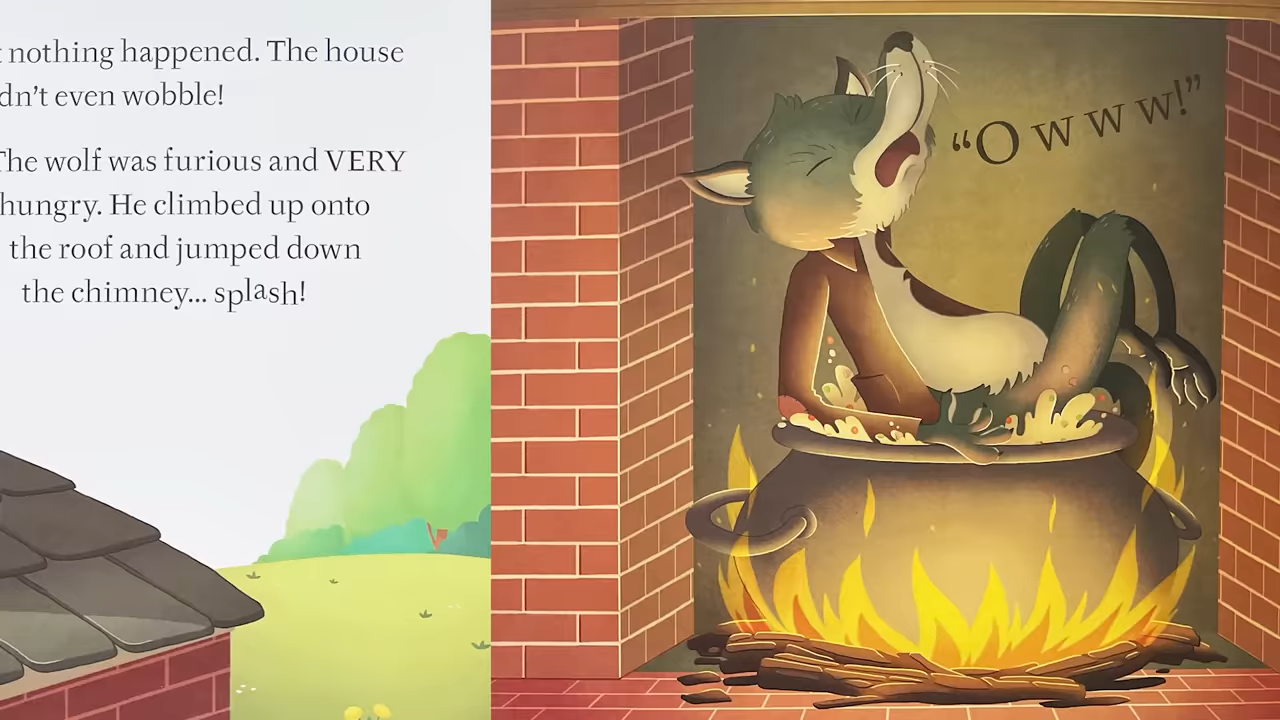 nothing happened. The house
dn't even wobble!
The wolf was furious and VERY
hungry. He climbed up onto
the roof and jumped down
the chimney... splash!
“Owww!”